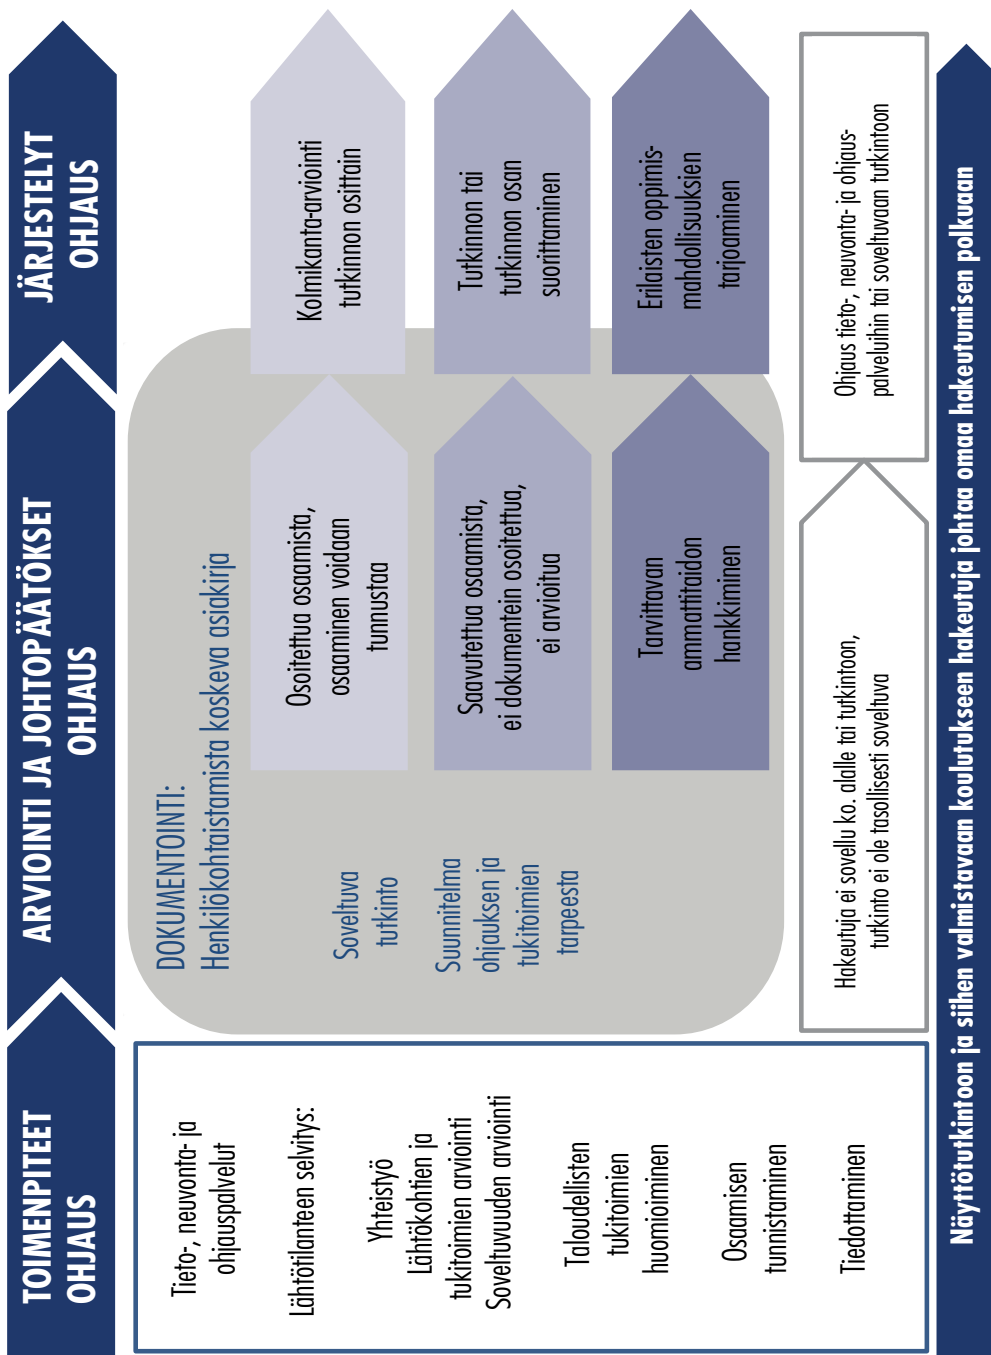 TOIMENPITEET
OHJAUS
ARVIOINTI JA JOHTOPÄÄTÖKSET
OHJAUS
JÄRJESTELYT
OHJAUS
Tieto-, neuvonta- ja
ohjauspalvelut
Lähtötilanteen selvitys:
Yhteistyö
Lähtökohtien ja
tukitoimien arviointi
Soveltuvuuden arviointi
Taloudellisten
tukitoimien
huomioiminen
Osaamisen
tunnistaminen
Tiedottaminen
DOKUMENTOINTI:
Henkilökohtaistamista koskeva asiakirja
Soveltuva
tutkinto
Suunnitelma
ohjauksen ja
tukitoimien
tarpeesta
Osoitettua osaamista,
osaaminen voidaan
tunnustaa
Kolmikanta-arviointi
tutkinnon osittain
Saavutettua osaamista,
ei dokumentein osoitettua,
ei arvioitua
Tutkinnon tai
tutkinnon osan
suorittaminen
Tarvittavan
ammattitaidon
hankkiminen
Erilaisten oppimis-
mahdollisuuksien
tarjoaminen
Hakeutuja ei sovellu ko. alalle tai tutkintoon,
tutkinto ei ole tasollisesti soveltuva
Ohjaus tieto-, neuvonta- ja ohjaus-
palveluihin tai soveltuvaan tutkintoon
Näyttötutkintoon ja siihen valmistavaan koulutukseen hakeutuja johtaa omaa hakeutumisen polkuaan